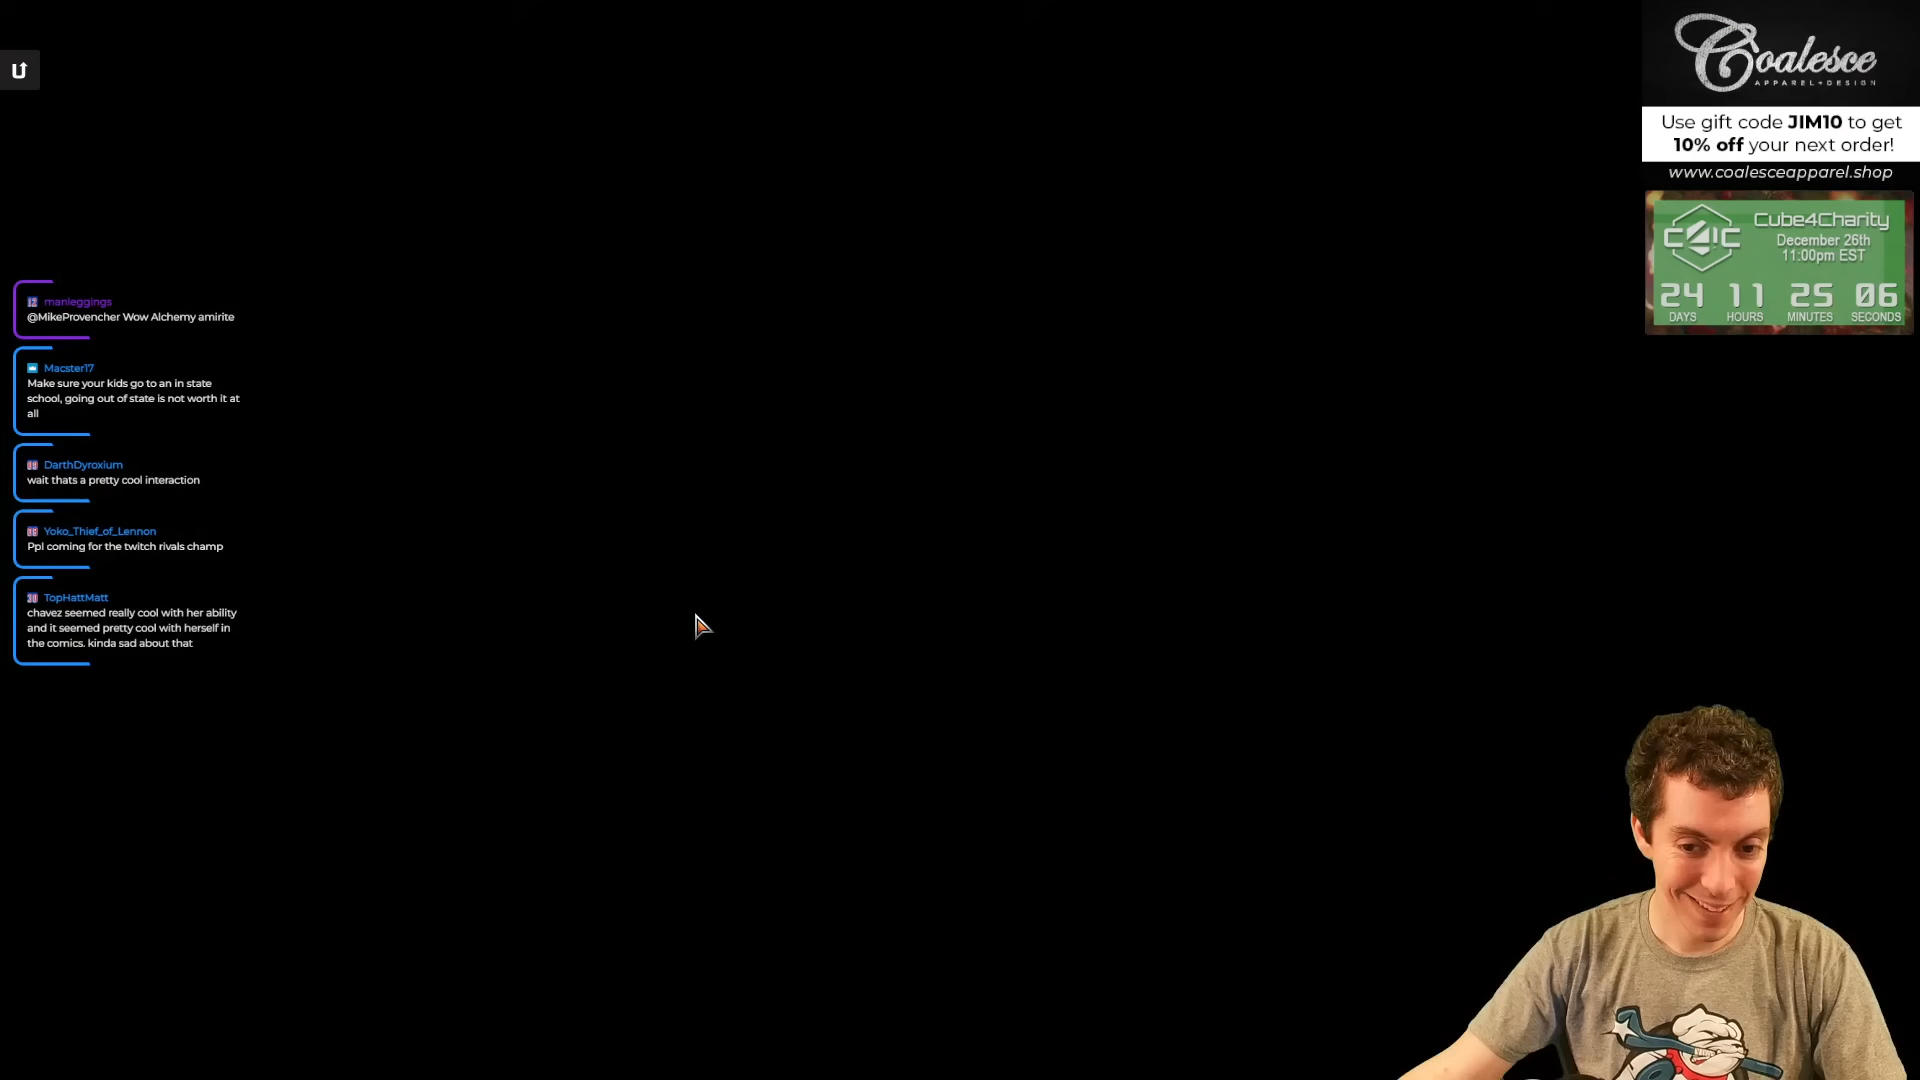 Coalesce
APPAREL+DESIGN
Use gift code JIM10 to get
10% off your next order!
www.coalesceapparel.shop
C4C
Cube4Charity
December 26th
11:00pm EST
24 11 25 06
DAYS HOURS MINUTES SECONDS
manleggings
@MikeProvencher Wow Alchemy amirite
Macster17
Make sure your kids go to an in state
school, going out of state is not worth it at
all
DarthDyroxium
wait thats a pretty cool interaction
Yoko_Thief_of_Lennon
Ppl coming for the twitch rivals champ
TopHattMatt
chavez seemed really cool with her ability
and it seemed pretty cool with herself in
the comics. kinda sad about that